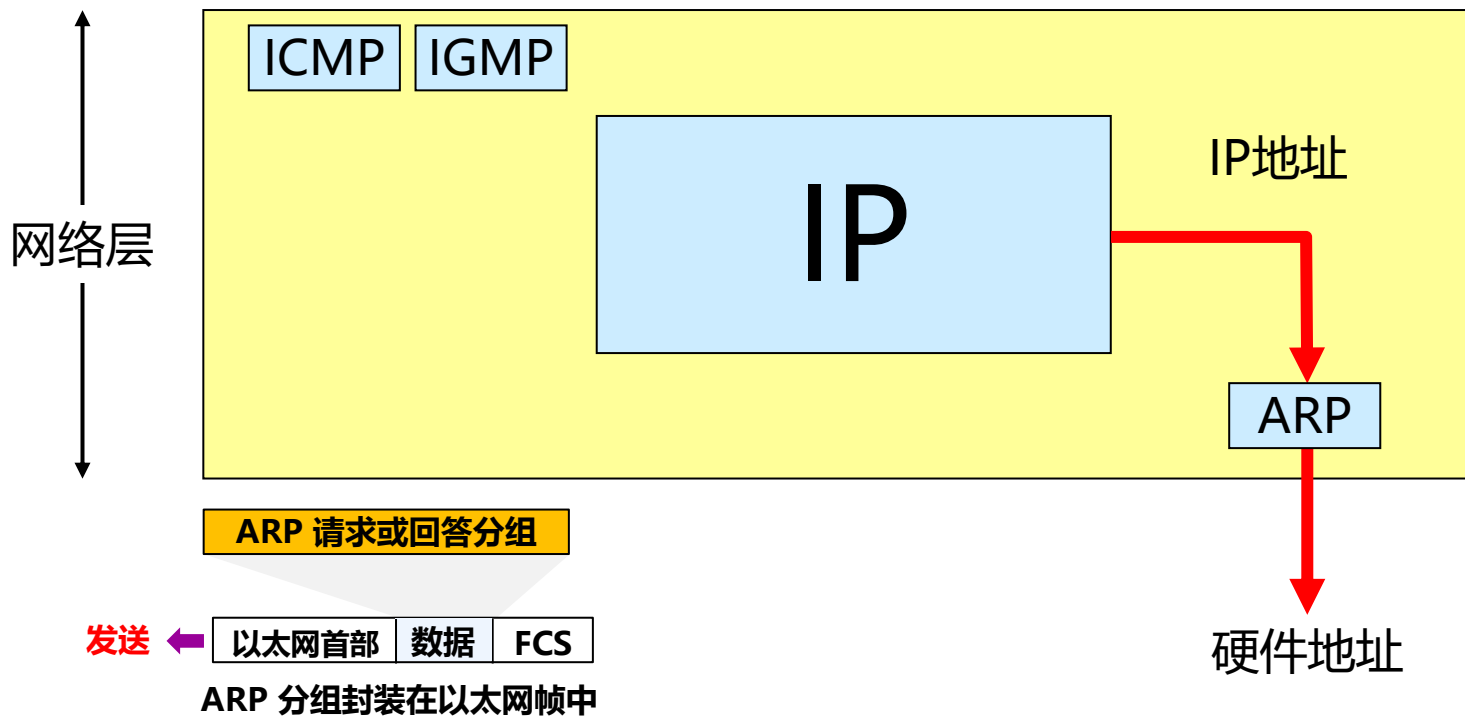 ICMP
IGMP
IP
IP地址
网络层
ARP
ARP 请求或回答分组
发送
以太网首部
数据
FCS
硬件地址
ARP 分组封装在以太网帧中